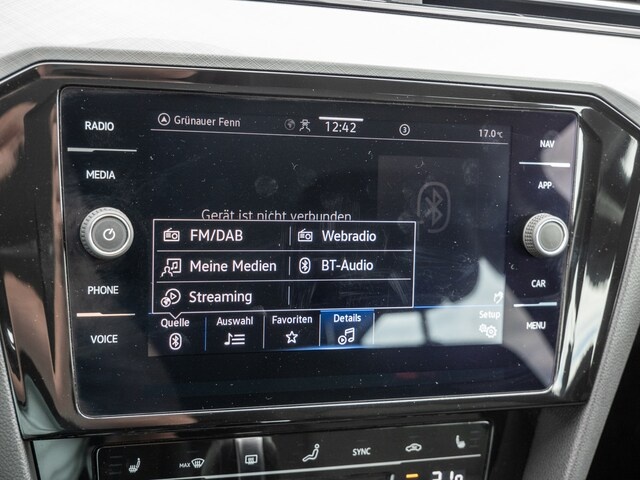 RADIO
MEDIA
PHONE
VOICE
Grünauer Fenn
12:42
3
17.0°C
Gerät ist nicht verbunden
FM/DAB
Webradio
Meine Medien
BT-Audio
Streaming
Quelle
Auswahl
Favoriten
Details
Setup
NAV
APP
CAR
MENU
MAX
SYNC